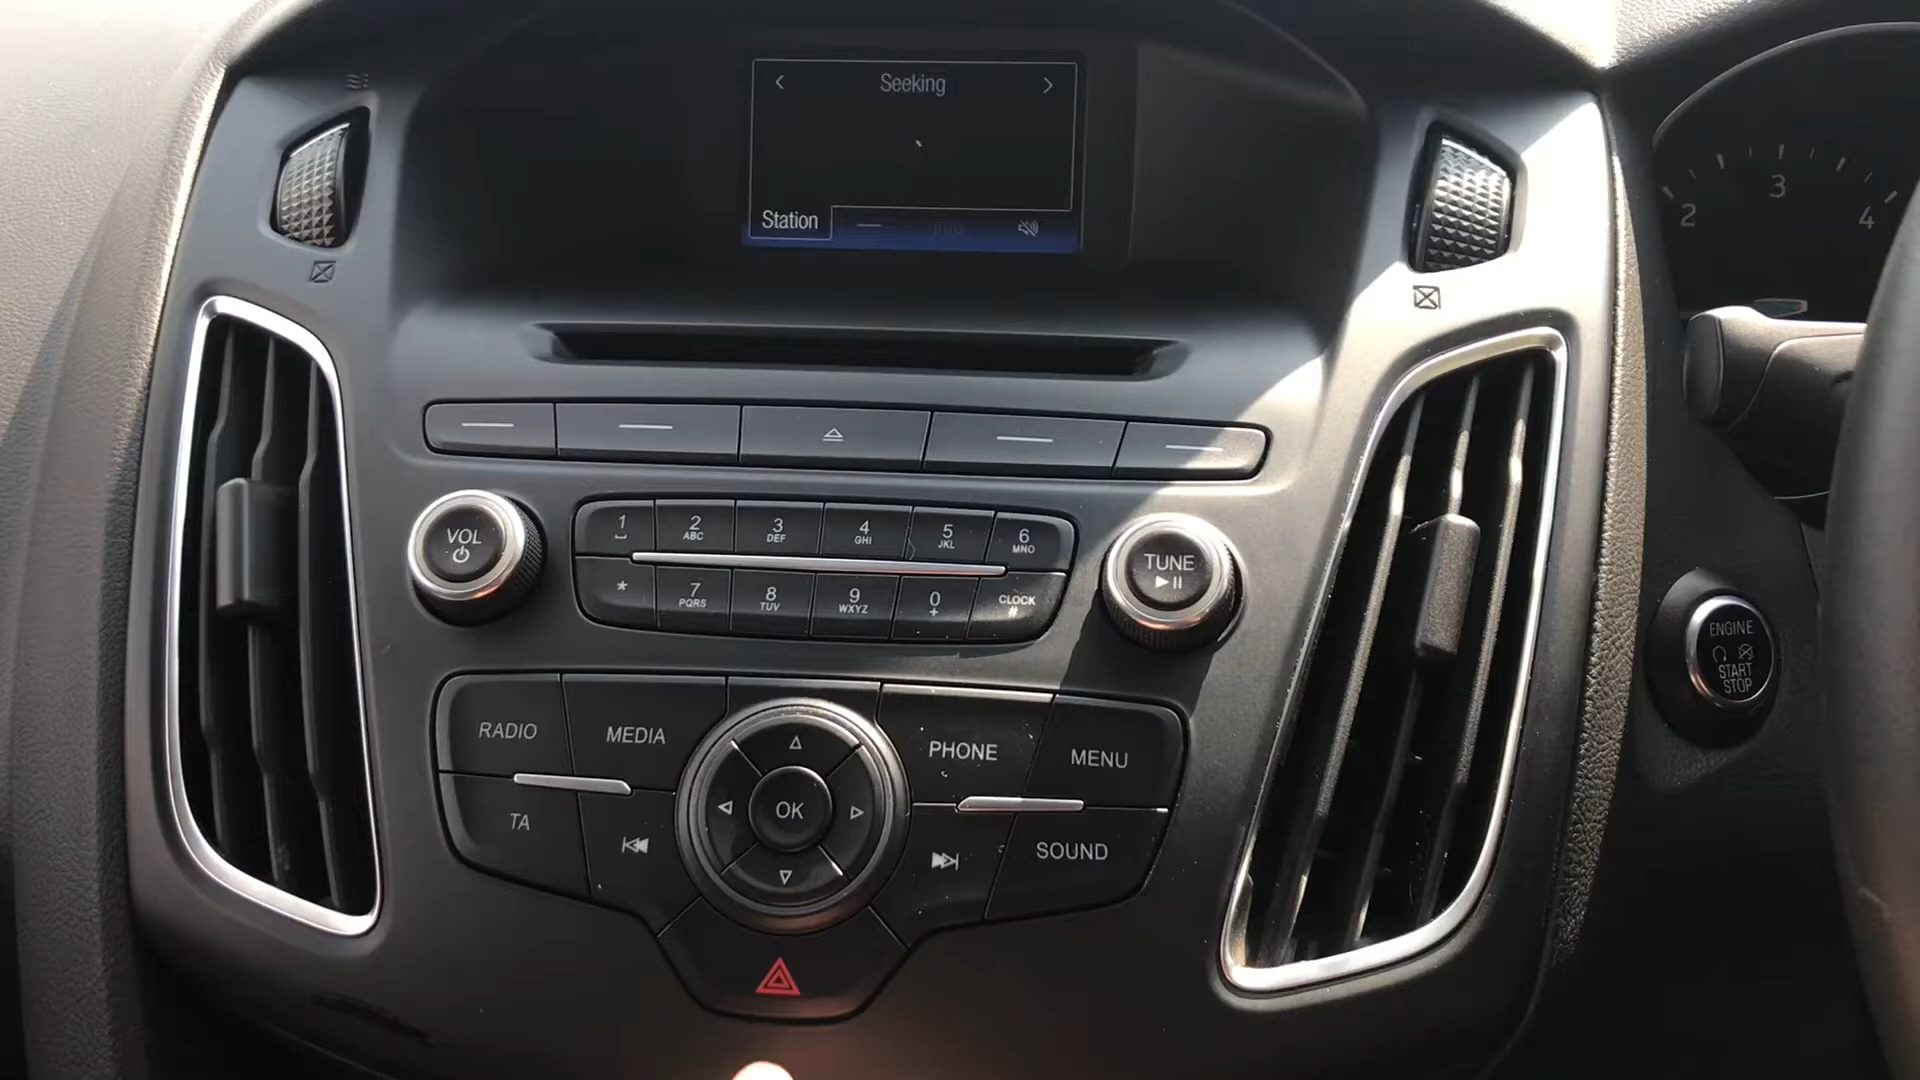 Seeking
Station
2 3 4
VOL
1
2 ABC
3 DEF
4 GHI
5 JKL
6 MNO
*
7 PQRS
8 TUV
9 WXYZ
0 +
CLOCK #
TUNE
ENGINE
START
STOP
RADIO
MEDIA
PHONE
MENU
TA
OK
SOUND